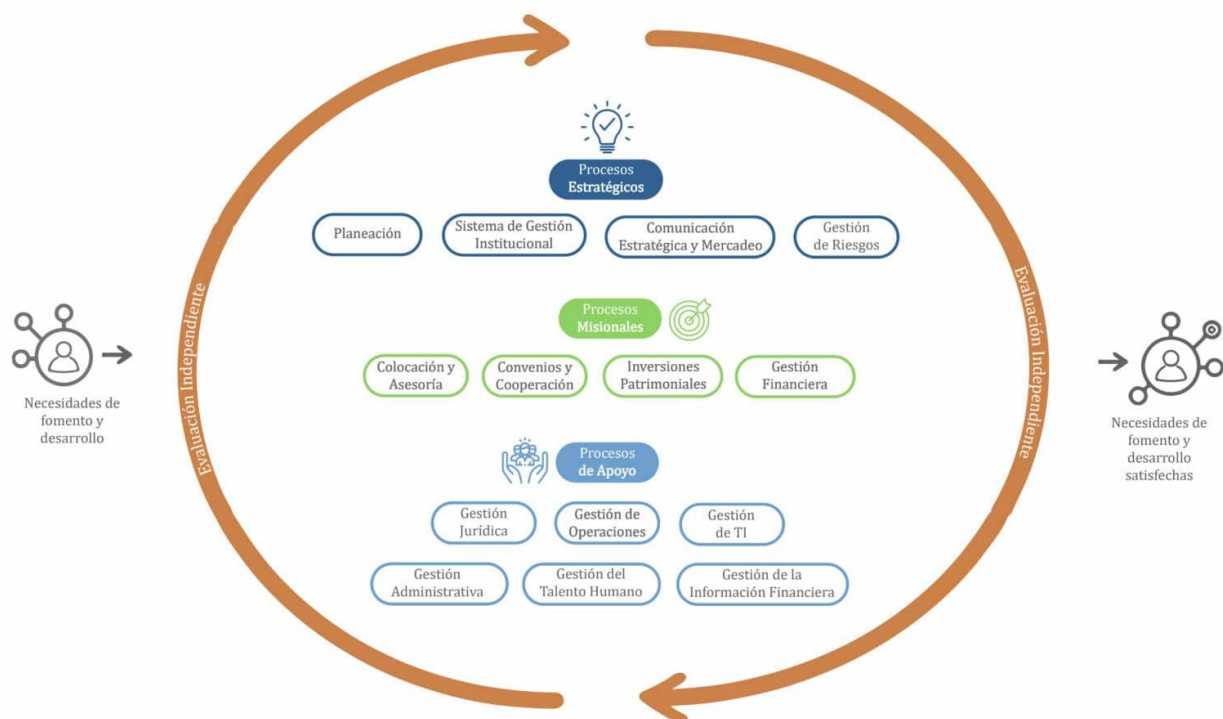 Procesos
Estratégicos
Planeación
Sistema de Gestión
Institucional
Comunicación
Estratégica y Mercadeo
Gestión
de Riesgos
Evaluación Independiente
Procesos
Misionales
Colocación y
Asesoría
Convenios y
Cooperación
Inversiones
Patrimoniales
Gestión
Financiera
Evaluación Independiente
Necesidades de
fomento y
desarrollo
Necesidades de
fomento y
desarrollo
satisfechas
Procesos
de Apoyo
Gestión
Jurídica
Gestión de
Operaciones
Gestión
de TI
Gestión
Administrativa
Gestión del
Talento Humano
Gestión de la
Información Financiera